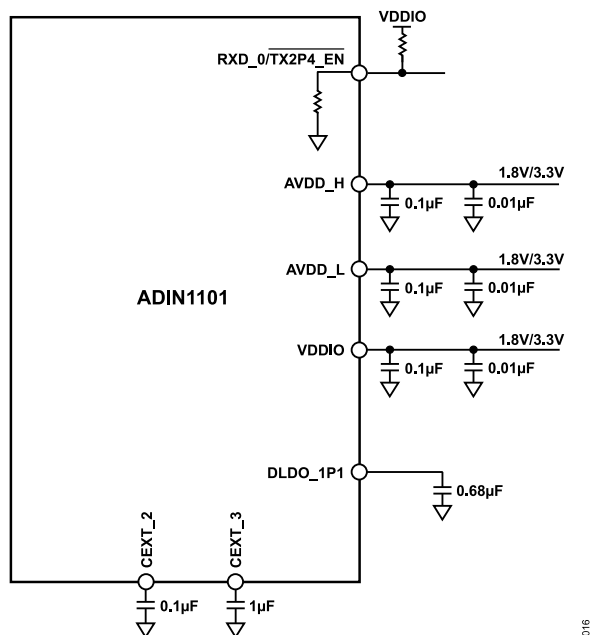 VDDIO
RXD_0/TX2P4_EN
AVDD_H
1.8V/3.3V
0.1µF
0.01µF
AVDD_L
1.8V/3.3V
0.1µF
0.01µF
ADIN1101
VDDIO
1.8V/3.3V
0.1µF
0.01µF
DLDO_1P1
0.68µF
CEXT_2
CEXT_3
0.1µF
1µF
016